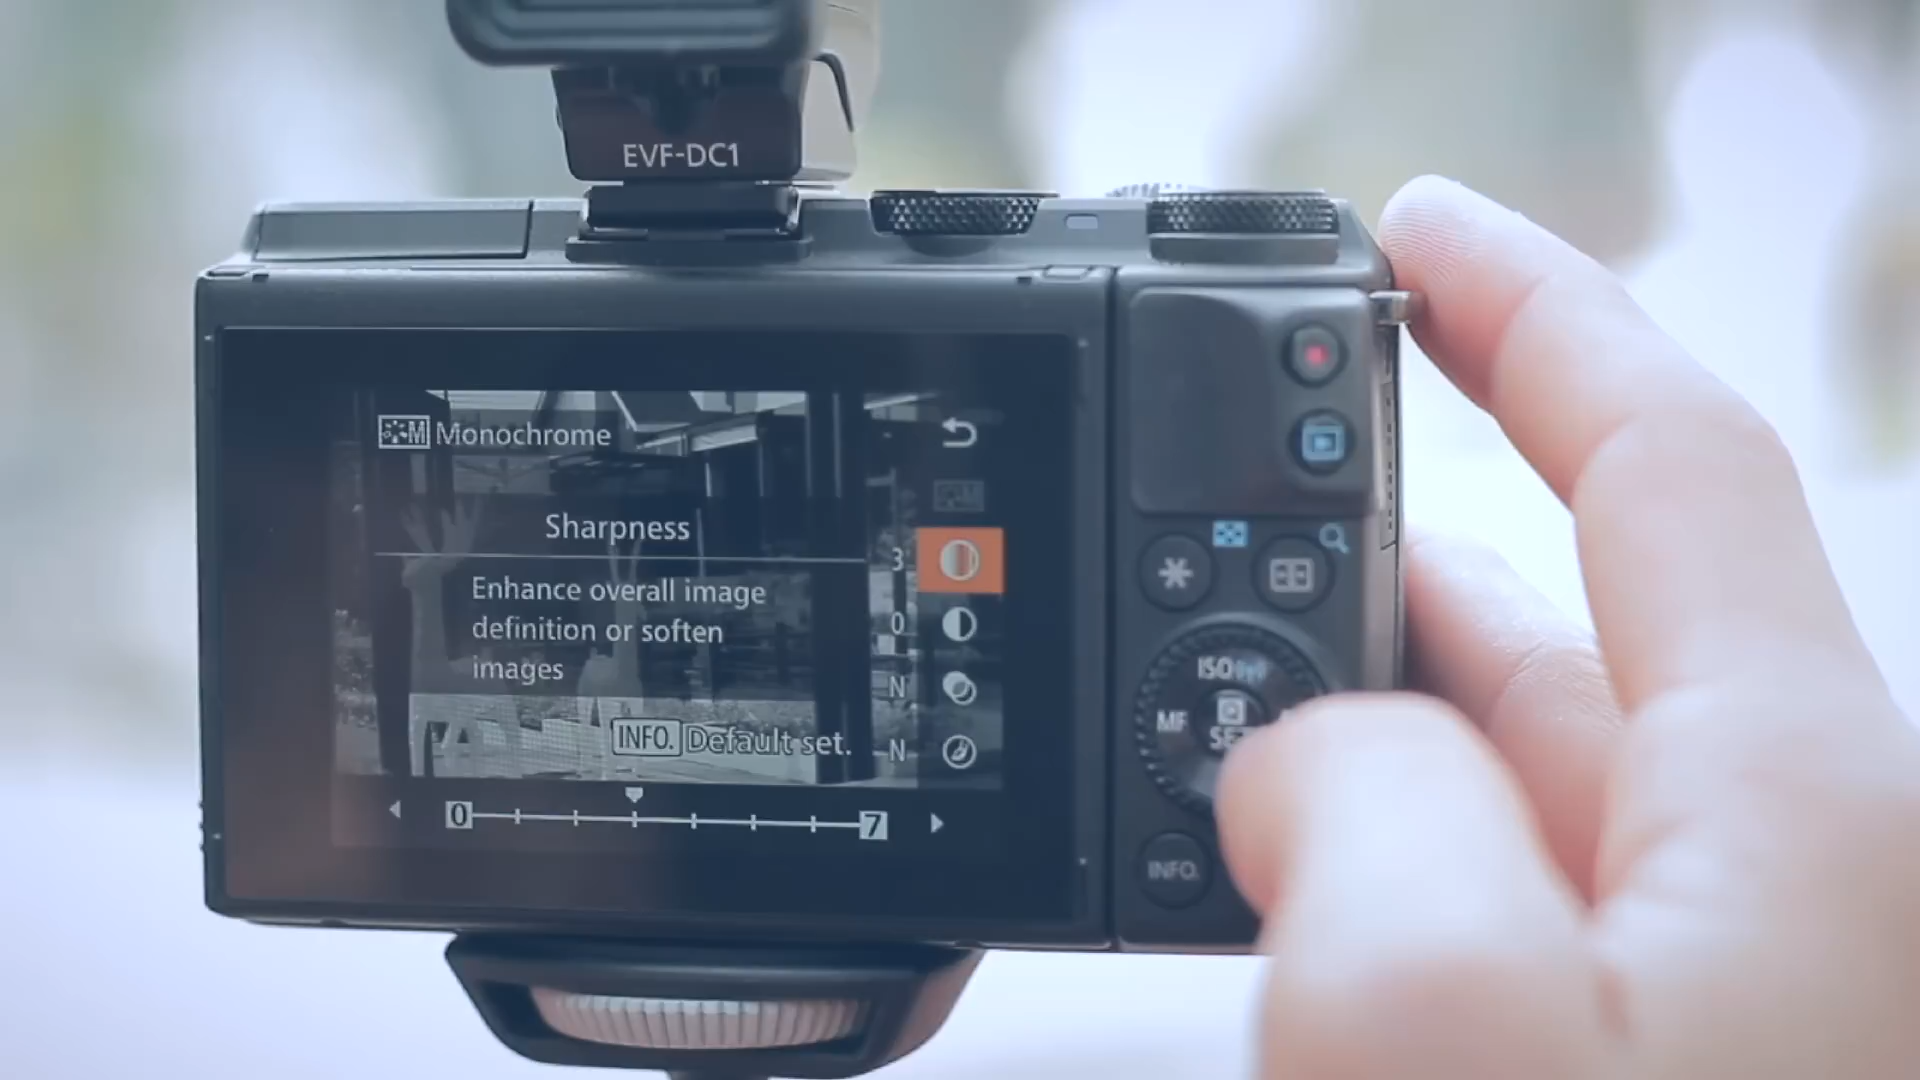 EVF-DC1
M Monochrome
Sharpness
Enhance overall image
definition or soften
images
3
0
N
N
INFO. Default set.
0 7
ISO
MF
SET
INFO.